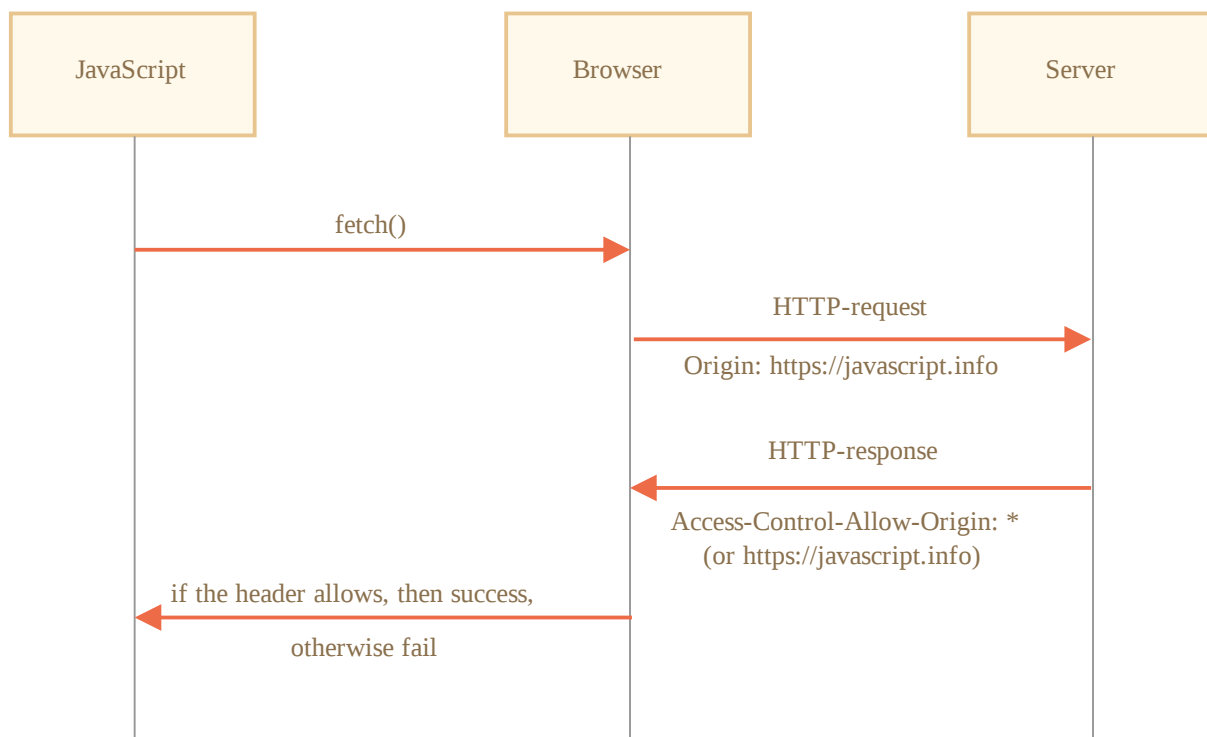 JavaScript
Browser
Server
fetch()
HTTP-request
Origin: https://javascript.info
HTTP-response
Access-Control-Allow-Origin: *
(or https://javascript.info)
if the header allows, then success,
otherwise fail